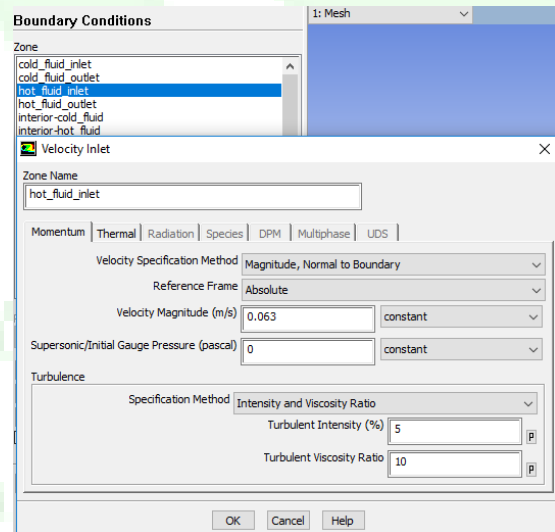 Boundary Conditions
1: Mesh
Zone
cold_fluid_inlet
cold_fluid_outlet
hot_fluid_inlet
hot_fluid_outlet
interior-cold_fluid
interior-hot_fluid
Velocity Inlet
Zone Name
hot_fluid_inlet
Momentum Thermal Radiation Species DPM Multiphase UDS
Velocity Specification Method Magnitude, Normal to Boundary
Reference Frame Absolute
Velocity Magnitude (m/s) 0.063 constant
Supersonic/Initial Gauge Pressure (pascal) 0 constant
Turbulence
Specification Method Intensity and Viscosity Ratio
Turbulent Intensity (%) 5 P
Turbulent Viscosity Ratio 10 P
OK Cancel Help